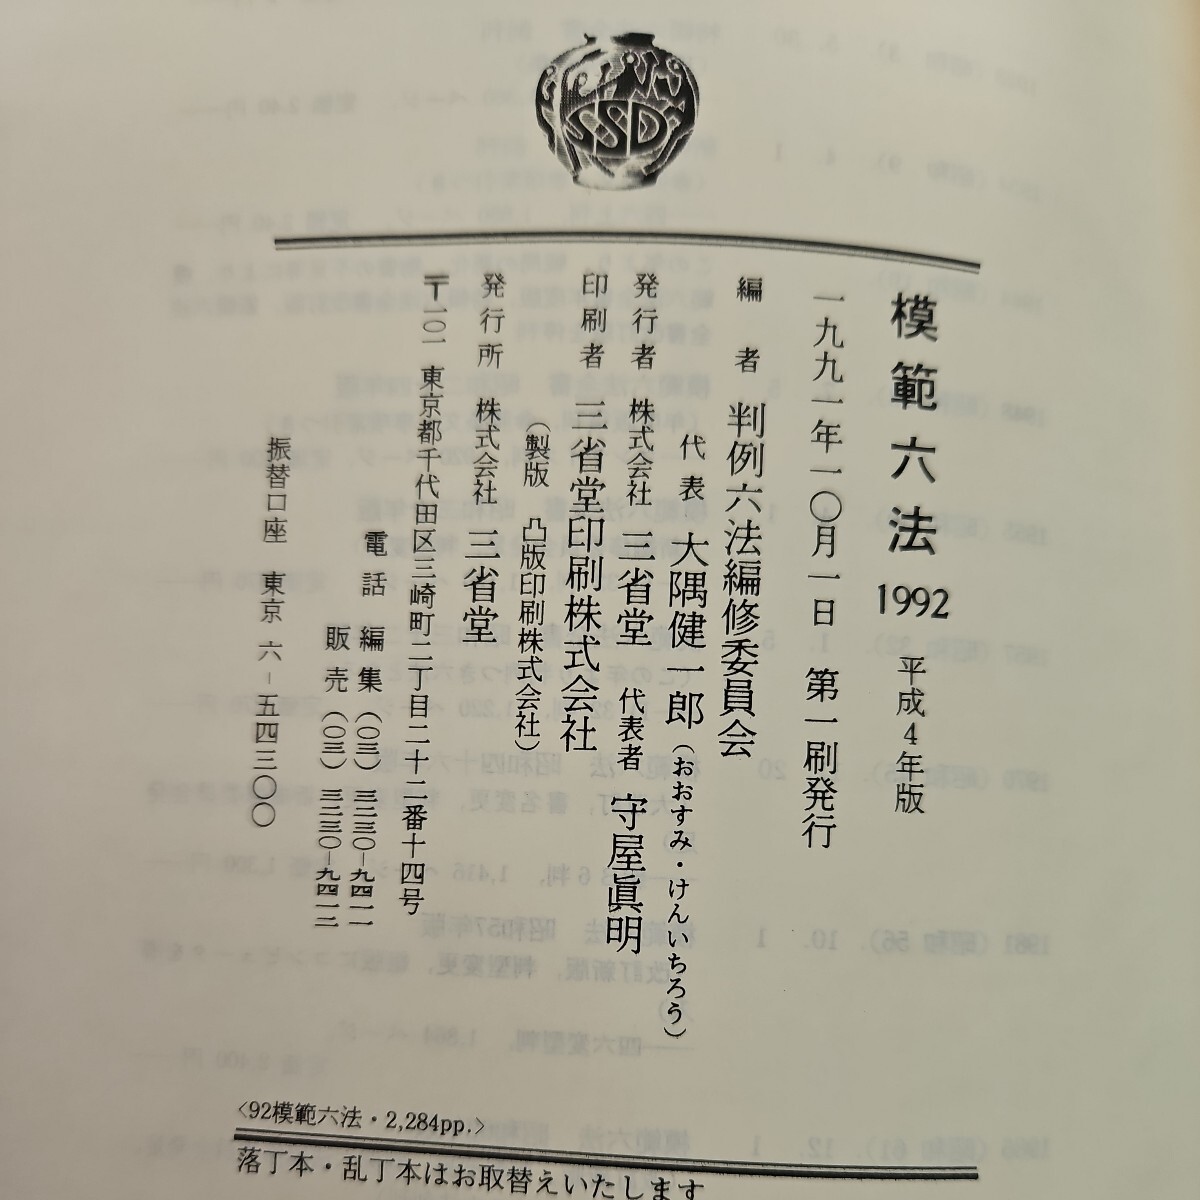 SSD
模範六法 1992 平成4年版
一九九一年一〇月一日 第一刷発行
編者 判例六法編修委員会
代表 大隅健一郎(おおすみ・けんいちろう)
発行者 株式会社 三省堂 代表者 守屋眞明
印刷者 三省堂印刷株式会社
(製版 凸版印刷株式会社)
発行所 株式会社 三省堂
〒一〇一 東京都千代田区三崎町二丁目二十二番十四号
電話 編集 (〇三) 三二三〇-九四一一
販売 (〇三) 三二三〇-九四一二
振替口座 東京 六-五四三〇〇
<92模範六法・2,284pp.>
落丁本・乱丁本はお取替えいたします